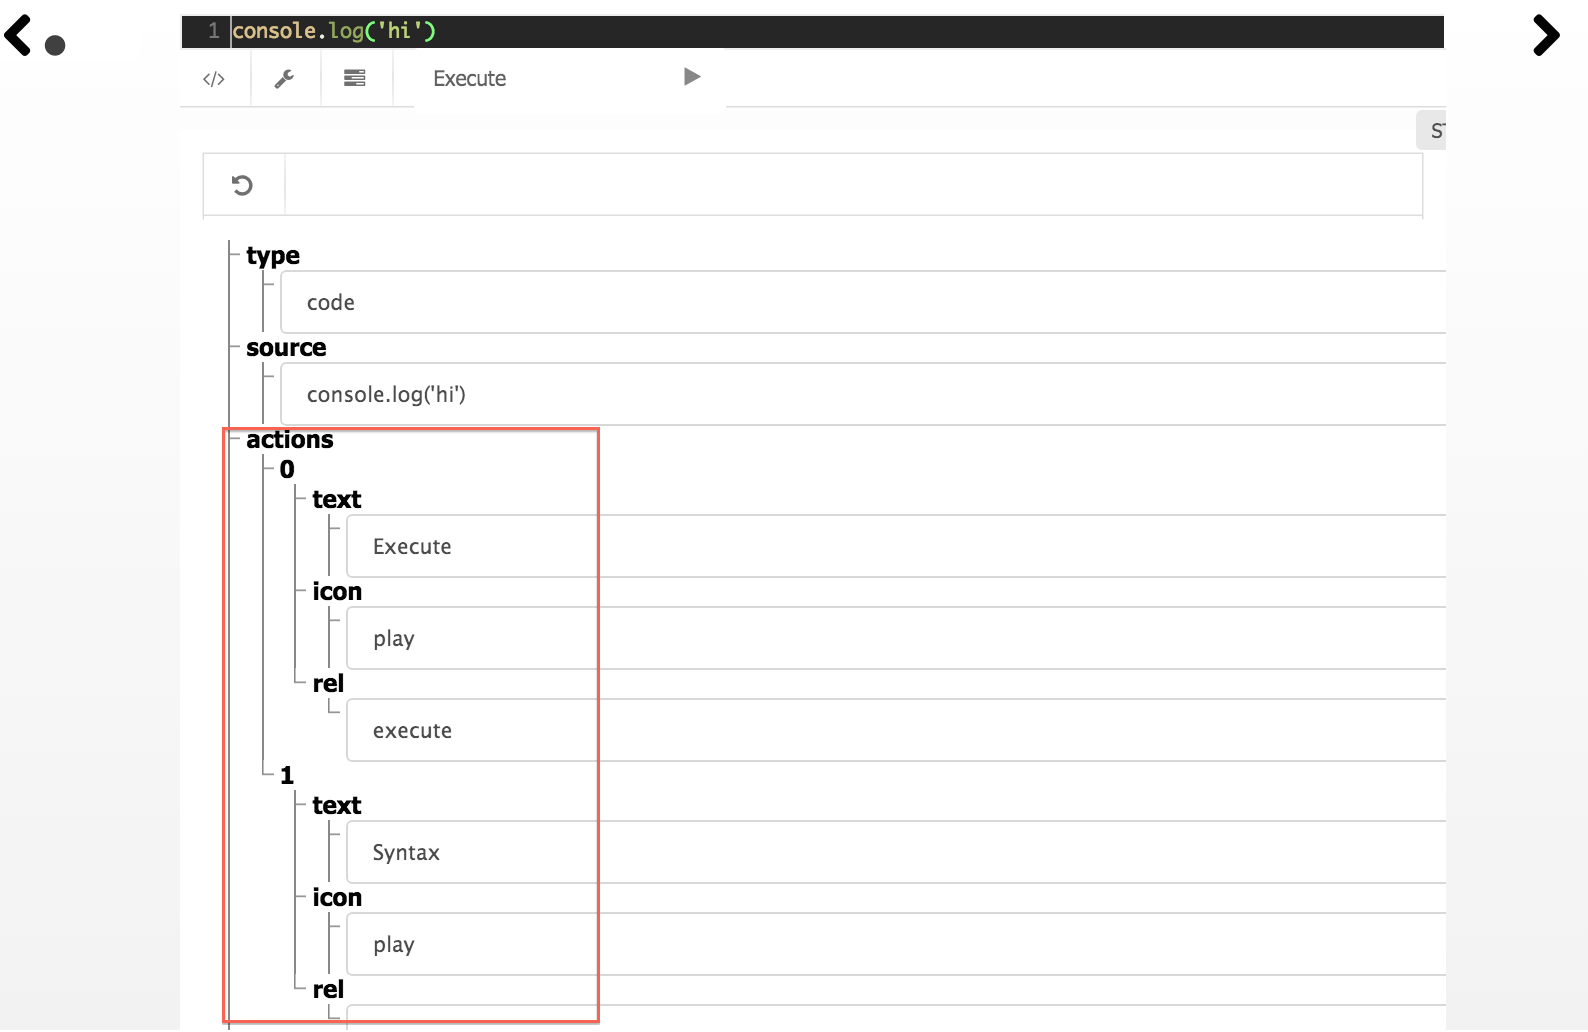 1 console.log('hi')
</> Execute
type
code
source
console.log('hi')
actions
0
text
Execute
icon
play
rel
execute
1
text
Syntax
icon
play
rel